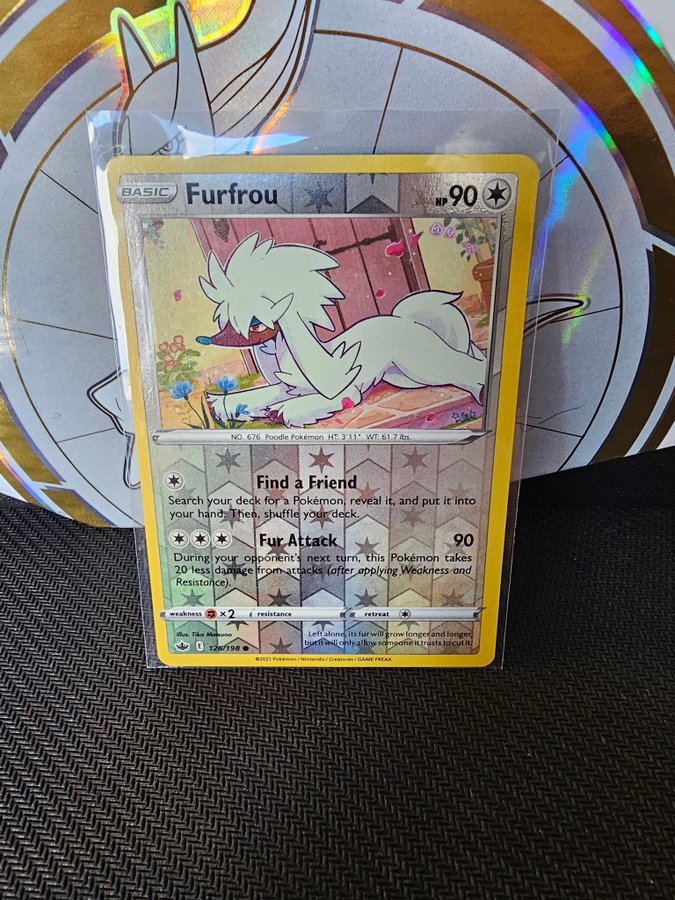 BASIC Furfrou HP 90
NO. 676 Poodle Pokémon HT: 3'11" WT: 61.7 lbs.
Find a Friend
Search your deck for a Pokémon, reveal it, and put it into
your hand. Then, shuffle your deck.
Fur Attack 90
During your opponent's next turn, this Pokémon takes
20 less damage from attacks (after applying Weakness and
Resistance).
weakness ×2 resistance retreat
Illus. Tika Matsuno
Left alone, its fur will grow longer and longer,
but it will only allow someone it trusts to cut it.
E 126/198
©2021 Pokémon / Nintendo / Creatures / GAME FREAK